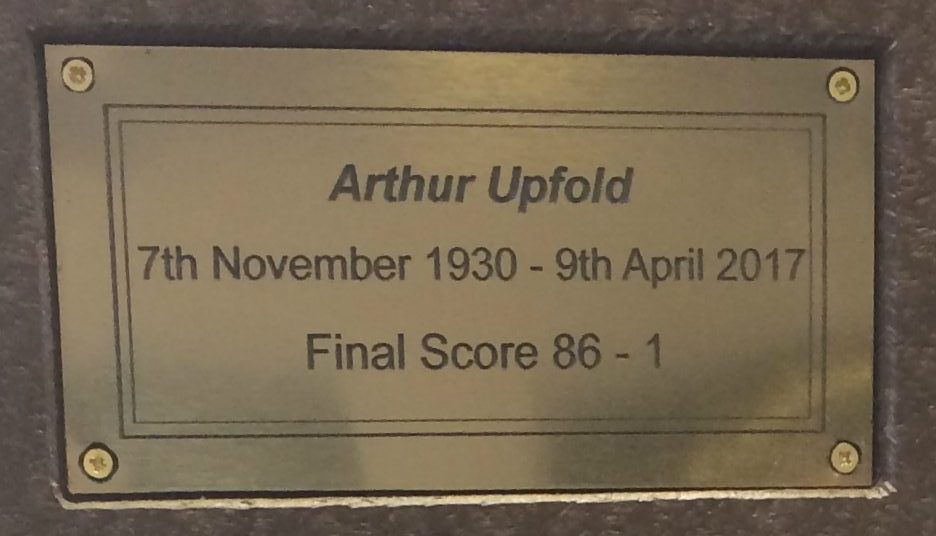 Arthur Upfold
7th November 1930 - 9th April 2017
Final Score 86 - 1